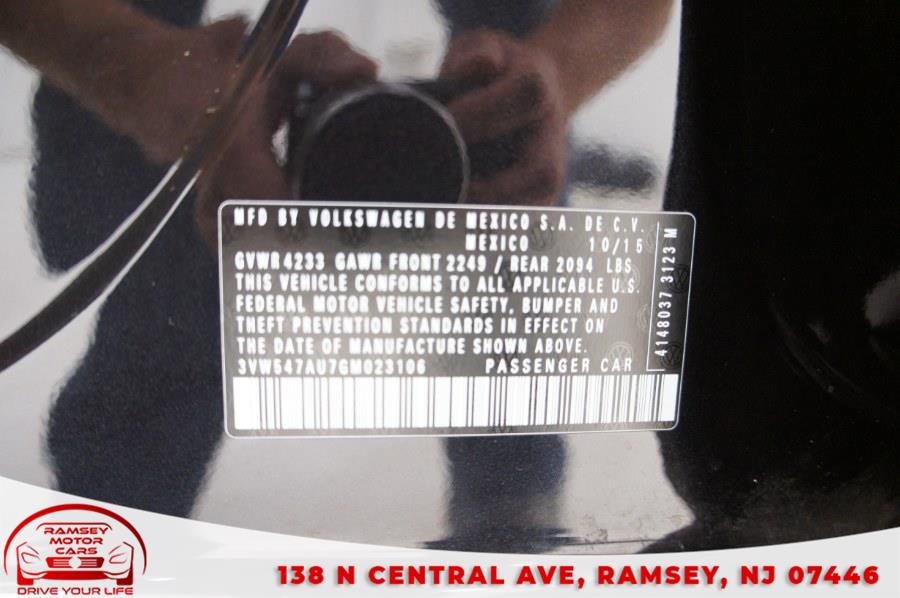 MFD BY VOLKSWAGEN DE MEXICO S.A. DE C.V.
MEXICO 10/15
GVWR 4233 GAWR FRONT 2249 / REAR 2094 LBS
THIS VEHICLE CONFORMS TO ALL APPLICABLE U.S.
FEDERAL MOTOR VEHICLE SAFETY, BUMPER AND
THEFT PREVENTION STANDARDS IN EFFECT ON
THE DATE OF MANUFACTURE SHOWN ABOVE.
3VW547AU7GM023106 PASSENGER CAR
4148037 3123 M
RAMSEY
MOTOR
CARS
DRIVE YOUR LIFE
138 N CENTRAL AVE, RAMSEY, NJ 07446